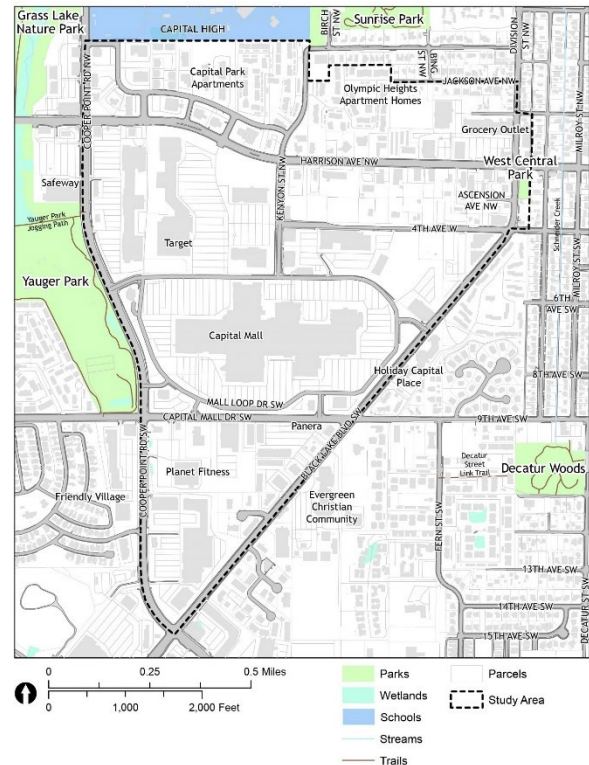 Grass Lake
Nature Park
CAPITAL HIGH
BIRCH
ST NW
Sunrise Park
DIVISION
ST NW
COOPER POINT RD NW
Capital Park
Apartments
BING
ST NW
Olympic Heights
Apartment Homes
JACKSON AVE NW
MILROY ST NW
Grocery Outlet
HARRISON AVE NW
West Central
Park
Safeway
KENYON ST NW
ASCENSION
AVE NW
Schneider Creek
Yauger Park
Jogging Path
Target
4TH AVE W
Yauger Park
MILROY ST SW
6TH
AVE SW
Capital Mall
Holiday Capital
Place
8TH AVE SW
MALL LOOP DR SW
CAPITAL MALL DR SW
9TH AVE SW
Panera
BLACK LAKE BLVD SW
COOPER POINT RD SW
Planet Fitness
Decatur
Street
Link Trail
Decatur Woods
Friendly Village
Evergreen
Christian
Community
FERN ST SW
13TH AVE SW
14TH AVE SW
15TH AVE SW
DECATUR ST SW
0 0.25 0.5 Miles
0 1,000 2,000 Feet
Parks
Wetlands
Schools
Streams
Trails
Parcels
Study Area